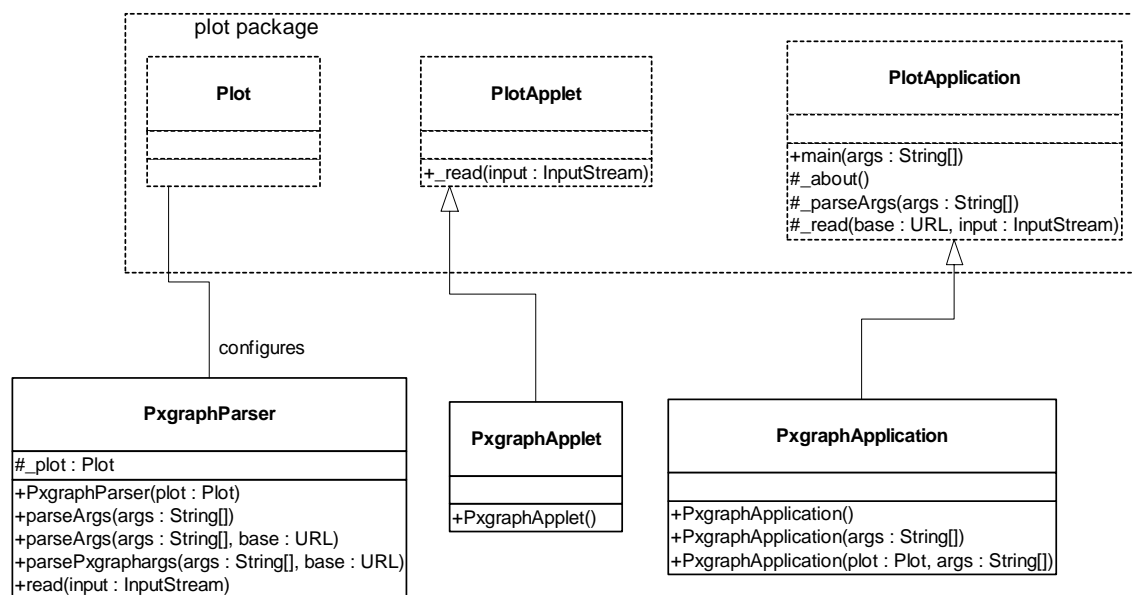 plot package
Plot
PlotApplet
+_read(input : InputStream)
PlotApplication
+main(args : String[])
#_about()
#_parseArgs(args : String[])
#_read(base : URL, input : InputStream)
configures
PxgraphParser
#_plot : Plot
+PxgraphParser(plot : Plot)
+parseArgs(args : String[])
+parseArgs(args : String[], base : URL)
+parsePxgraphargs(args : String[], base : URL)
+read(input : InputStream)
PxgraphApplet
+PxgraphApplet()
PxgraphApplication
+PxgraphApplication()
+PxgraphApplication(args : String[])
+PxgraphApplication(plot : Plot, args : String[])